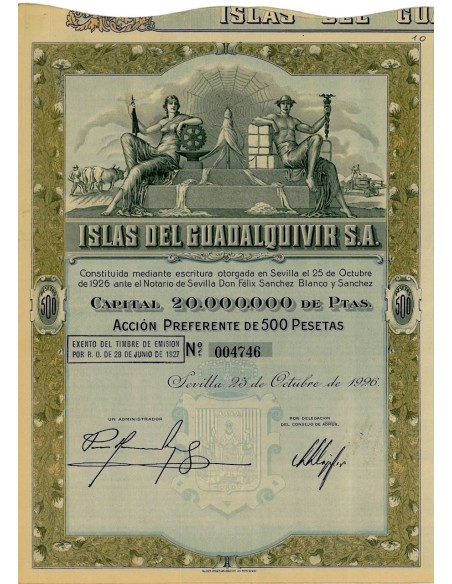 ISLAS DEL GU
10
ISLAS DEL GUADALQUIVIR S.A.
Constituida mediante escritura otorgada en Sevilla el 25 de Octubre
de 1926 ante el Notario de Sevilla Don Félix Sanchez Blanco y Sanchez
CAPITAL 20.000.000 DE PTAS.
500
500
ACCIÓN PREFERENTE DE 500 PESETAS
EXENTO DEL TIMBRE DE EMISION
POR R. O. DE 28 DE JUNIO DE 1927
Nº 004746
Sevilla 25 de Octubre de 1926.
UN ADMINISTRADOR
POR DELEGACION
DEL CONSEJO DE